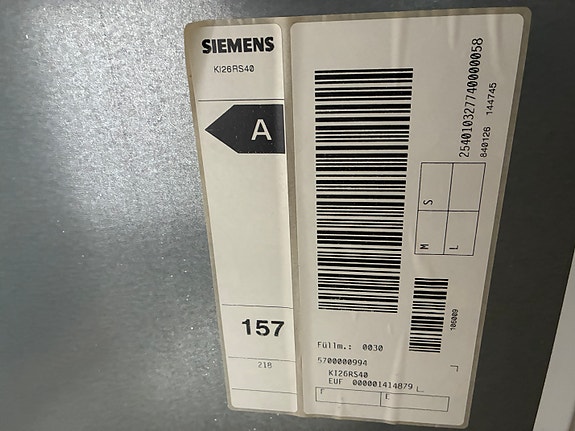 SIEMENS
KI26RS40
A
157
218
254010327740000058
840126 144745
M S
L
106009
Füllm.: 0030
5700000994
KI26RS40
EUF 000001414879
F E